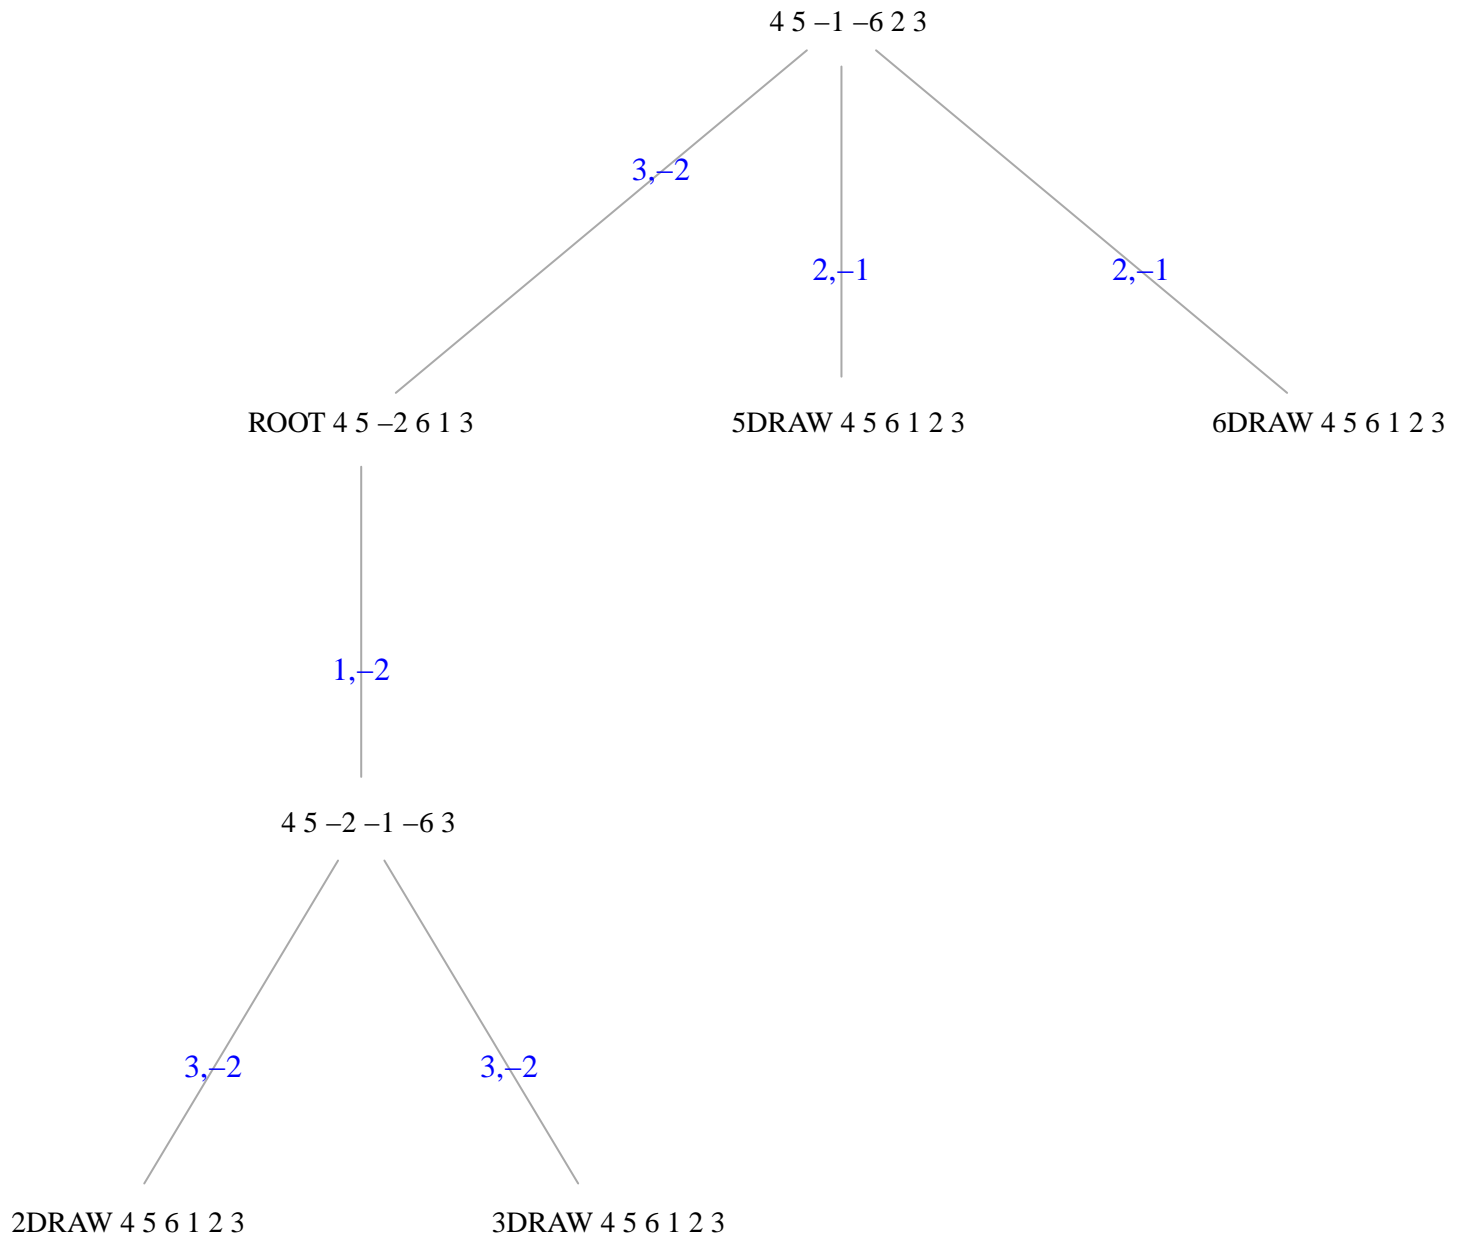 4 5 –1 –6 2 3
3,–2
2,–1
2,–1
ROOT 4 5 –2 6 1 3
5DRAW 4 5 6 1 2 3
6DRAW 4 5 6 1 2 3
1,–2
4 5 –2 –1 –6 3
3,–2
3,–2
2DRAW 4 5 6 1 2 3
3DRAW 4 5 6 1 2 3